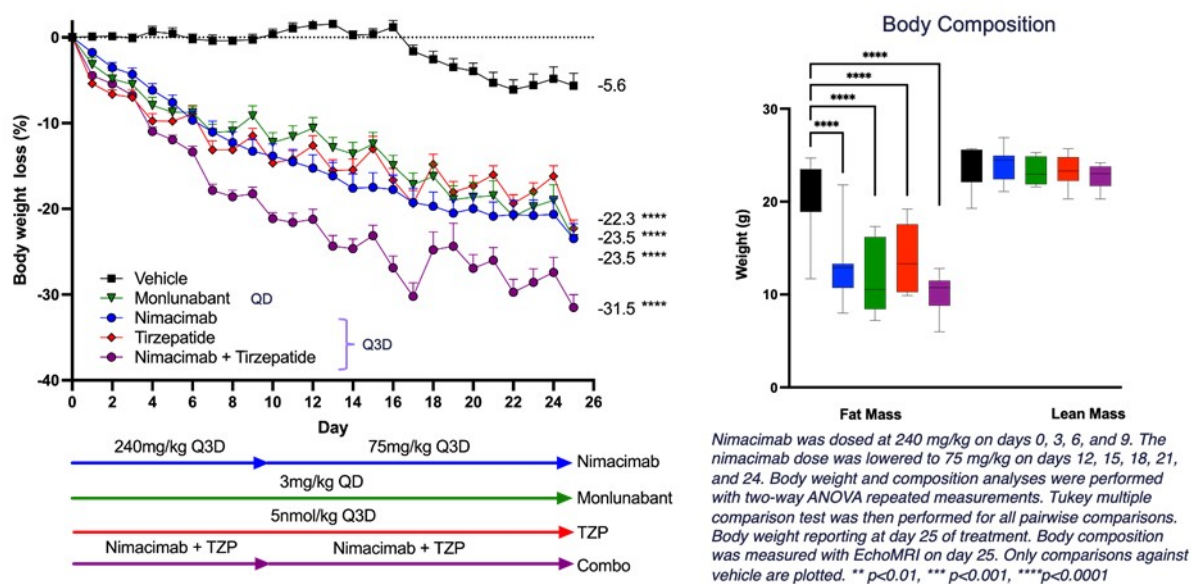 Body weight loss (%)
0
-10
-20
-30
-40
-5.6
-22.3 ****
-23.5 ****
-23.5 ****
-31.5 ****
Vehicle
Monlunabant QD
Nimacimab
Tirzepatide
Nimacimab + Tirzepatide
Q3D
0 2 4 6 8 10 12 14 16 18 20 22 24 26
Day
240mg/kg Q3D 75mg/kg Q3D
Nimacimab
3mg/kg QD
Monlunabant
5nmol/kg Q3D
TZP
Nimacimab + TZP Nimacimab + TZP
Combo
Body Composition
****
****
****
****
Weight (g)
30
20
10
0
Fat Mass Lean Mass
Nimacimab was dosed at 240 mg/kg on days 0, 3, 6, and 9. The
nimacimab dose was lowered to 75 mg/kg on days 12, 15, 18, 21,
and 24. Body weight and composition analyses were performed
with two-way ANOVA repeated measurements. Tukey multiple
comparison test was then performed for all pairwise comparisons.
Body weight reporting at day 25 of treatment. Body composition
was measured with EchoMRI on day 25. Only comparisons against
vehicle are plotted. ** p<0.01, *** p<0.001, ****p<0.0001